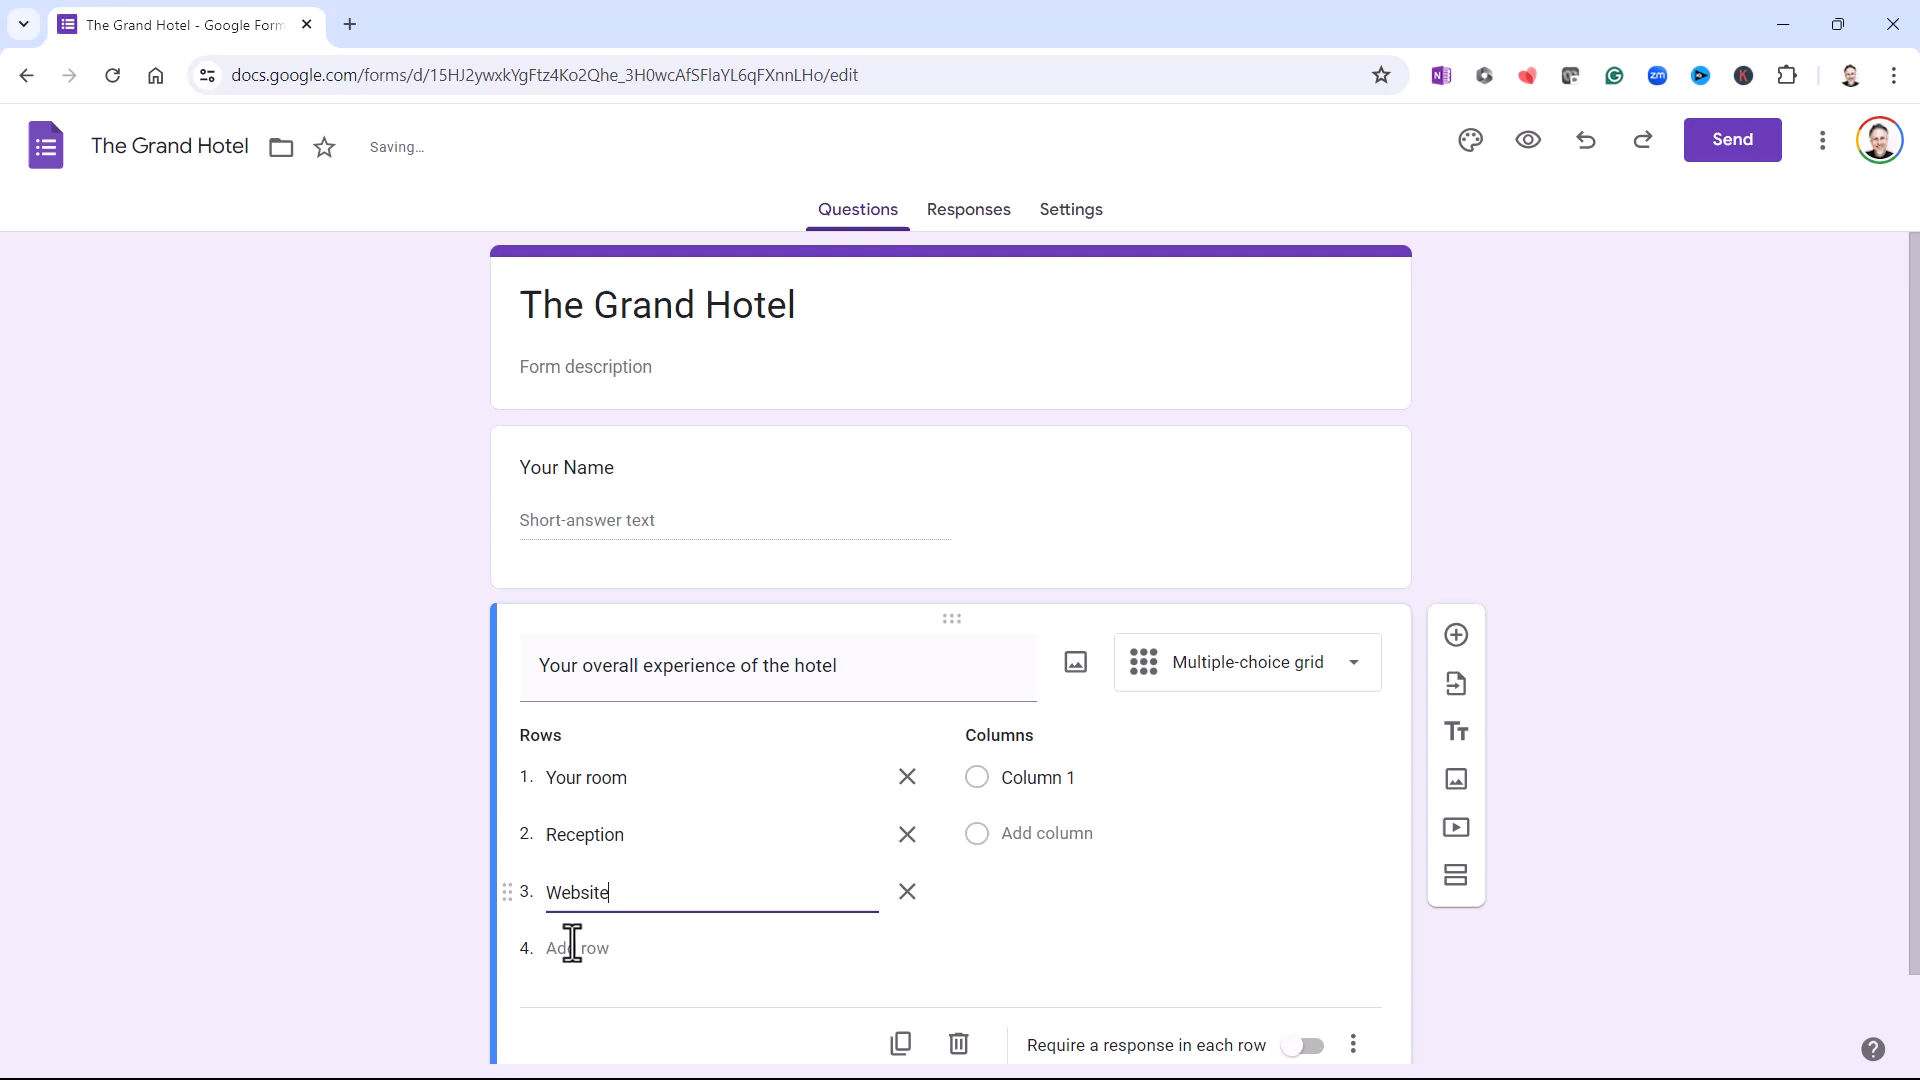 The Grand Hotel - Google Form
docs.google.com/forms/d/15HJ2ywxkYgFtz4Ko2Qhe_3H0wcAfSFlaYL6qFXnnLHo/edit
N
G
zm
K
The Grand Hotel
Saving...
Send
Questions
Responses
Settings
The Grand Hotel
Form description
Your Name
Short-answer text
Your overall experience of the hotel
Multiple-choice grid
Rows
Columns
1. Your room
Column 1
2. Reception
Add column
3. Website
4. Add row
Require a response in each row